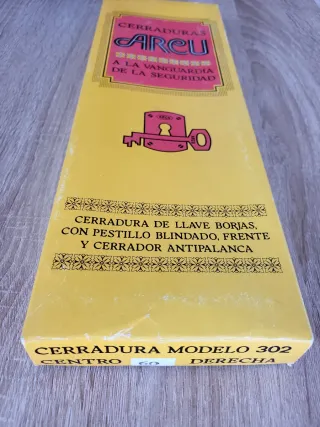 CERRADURAS
ARCU
A LA VANGUARDIA
DE LA SEGURIDAD
CERRADURA DE LLAVE BORJAS,
CON PESTILLO BLINDADO, FRENTE
Y CERRADOR ANTIPALANCA
CERRADURA MODELO 302
CENTRO 60 DERECHA